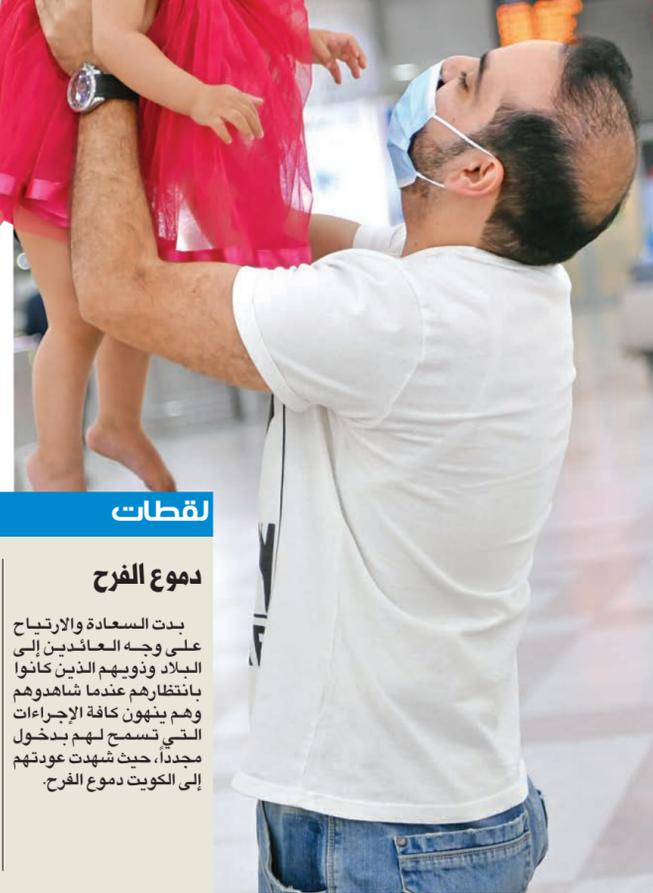 لقطات
دموع الفرح
بدت السعادة والارتياح
على وجه العائدين إلى
البلاد وذويهم الذين كانوا
بانتظارهم عندما شاهدوهم
وهم ينهون كافة الإجراءات
التي تسمح لهم بدخول
مجدداً، حيث شهدت عودتهم
إلى الكويت دموع الفرح.